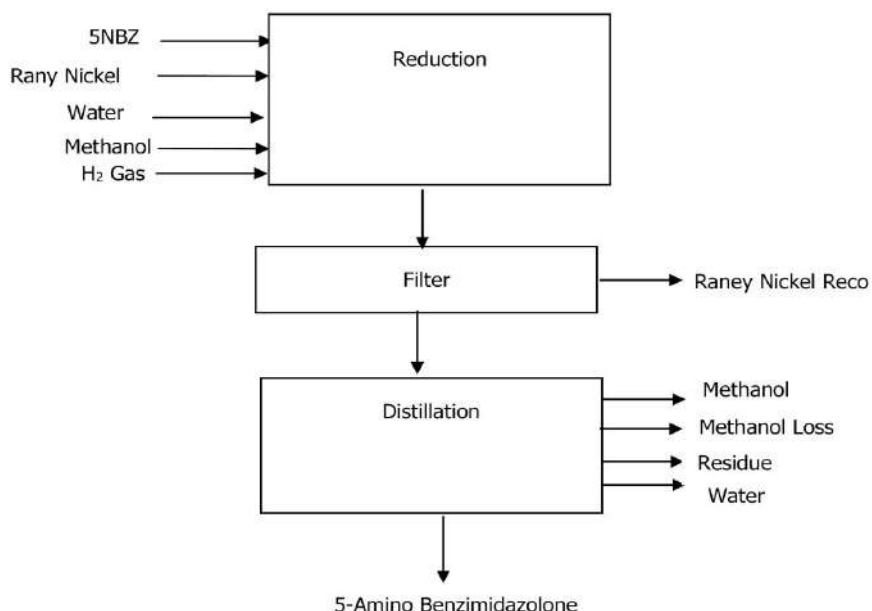 5NBZ
Reduction
Rany Nickel
Water
Methanol
H₂ Gas
Filter
Raney Nickel Reco
Distillation
Methanol
Methanol Loss
Residue
Water
5-Amino Benzimidazolone